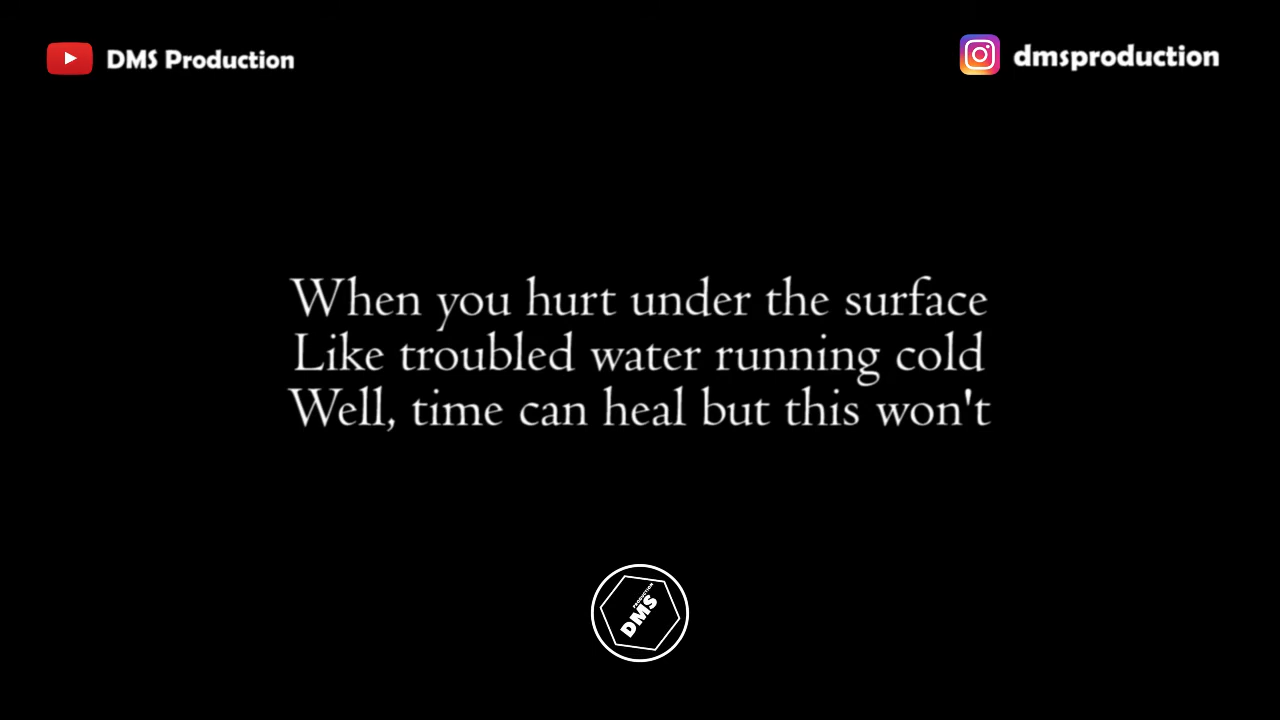 DMS Production
dmsproduction
When you hurt under the surface
Like troubled water running cold
Well, time can heal but this won't
PRODUCTION
DMS